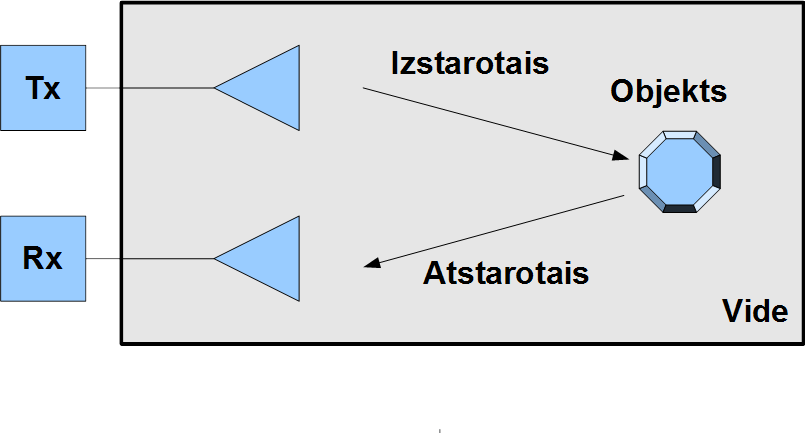 Tx
Izstarotais
Objekts
Rx
Atstarotais
Vide